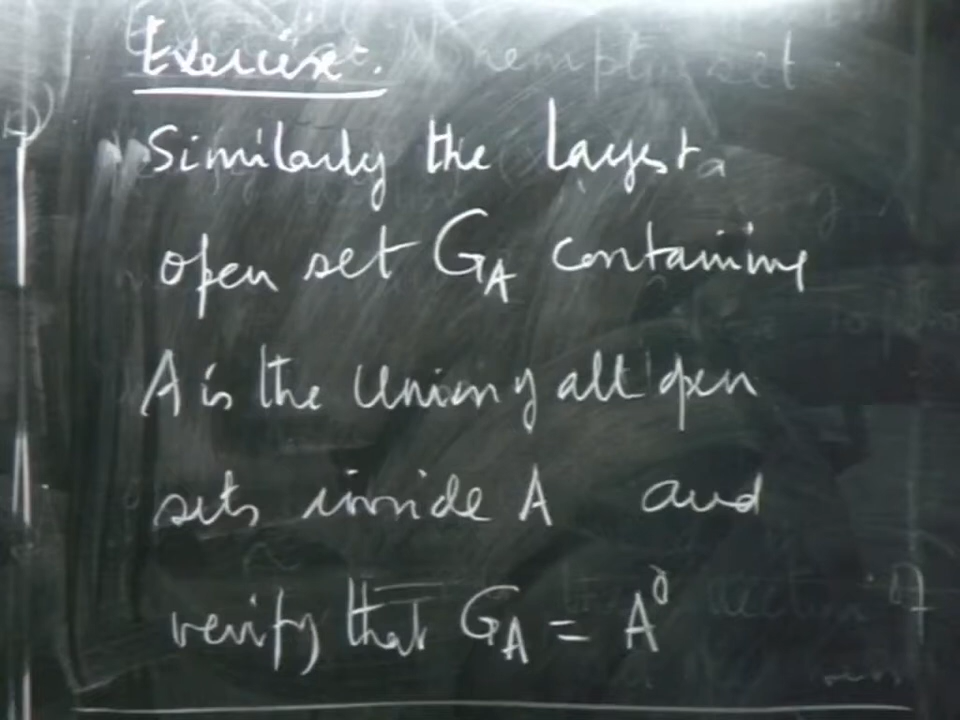 Exercise:
Similarly the largest
open set G_A containing
A is the union of all open
sets inside A and
verify that G_A = A⁰